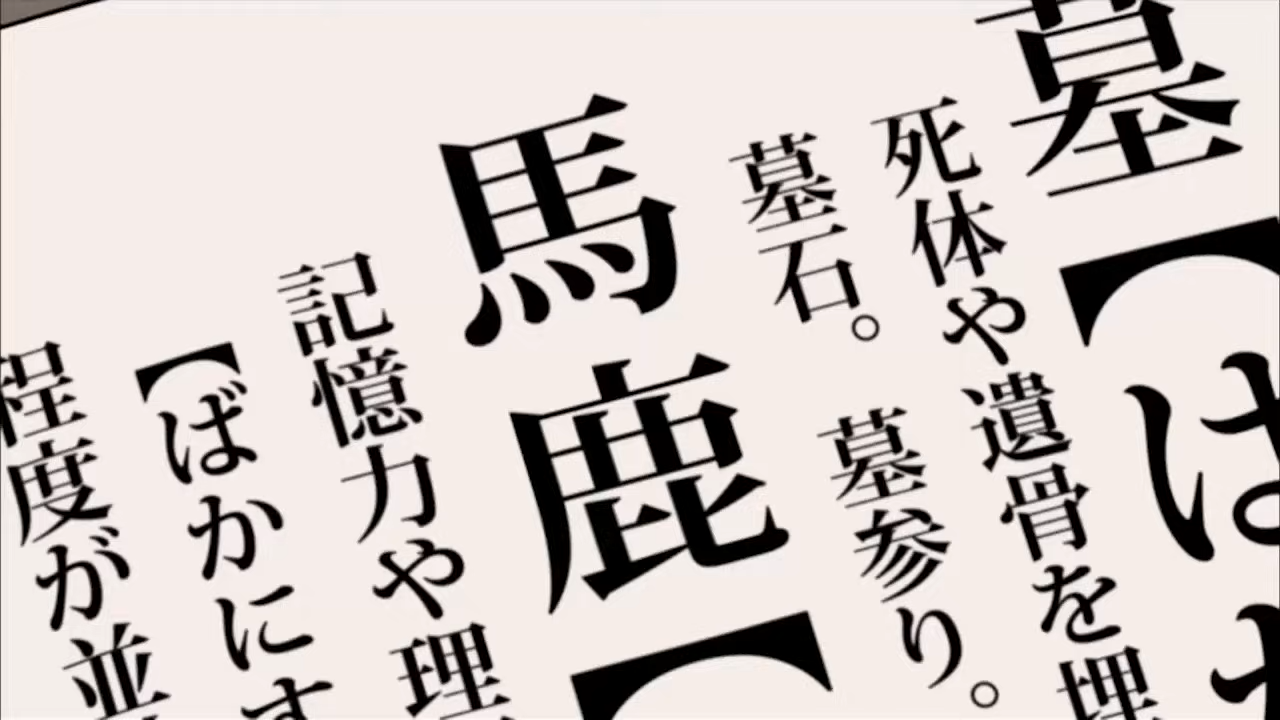 墓【は
死体や遺骨を埋
墓石。墓参り。
馬鹿【
記憶力や理
【ばかにす
程度が並